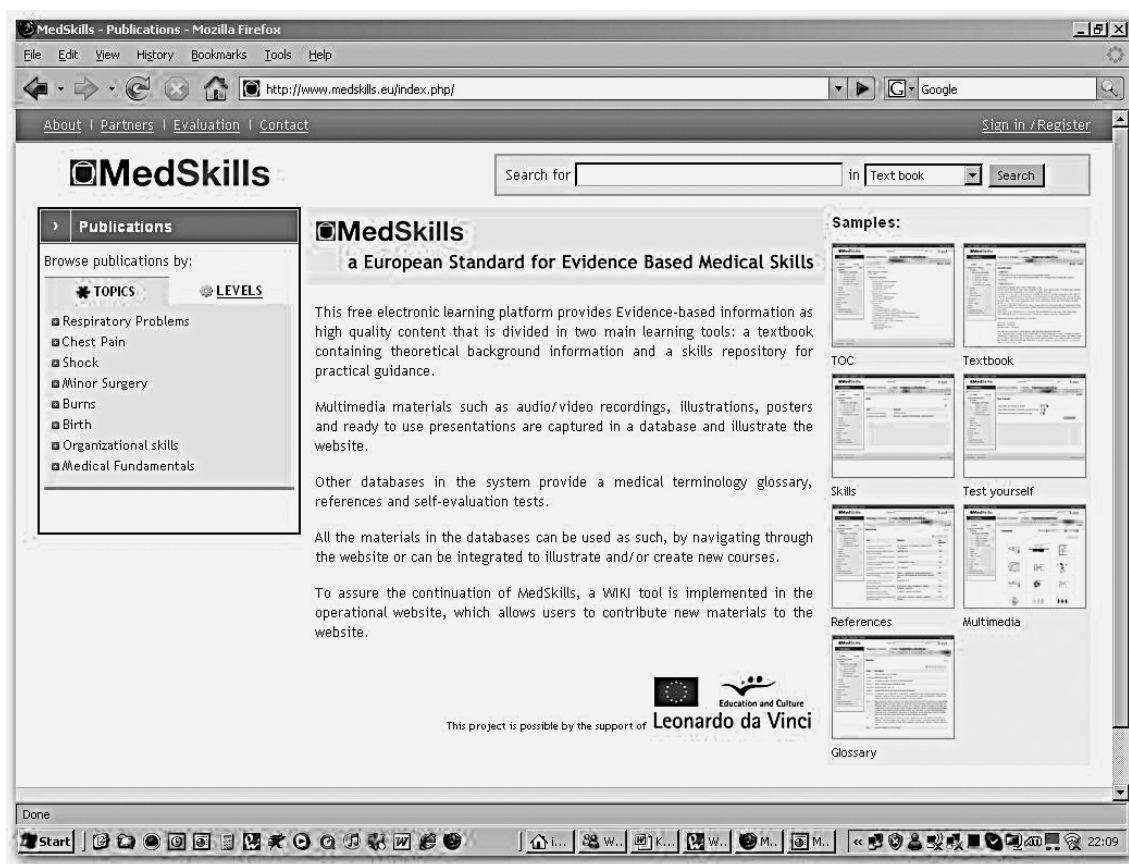 MedSkills - Publications - Mozilla Firefox
File Edit View History Bookmarks Tools Help
http://www.medskills.eu/index.php/
Google
About | Partners | Evaluation | Contact
Sign in / Register
MedSkills
Search for
in Text book Search
› Publications
Browse publications by:
TOPICS LEVELS
Respiratory Problems
Chest Pain
Shock
Minor Surgery
Burns
Birth
Organizational skills
Medical Fundamentals
MedSkills
a European Standard for Evidence Based Medical Skills
This free electronic learning platform provides Evidence-based information as
high quality content that is divided in two main learning tools: a textbook
containing theoretical background information and a skills repository for
practical guidance.
Multimedia materials such as audio/video recordings, illustrations, posters
and ready to use presentations are captured in a database and illustrate the
website.
Other databases in the system provide a medical terminology glossary,
references and self-evaluation tests.
All the materials in the databases can be used as such, by navigating through
the website or can be integrated to illustrate and/or create new courses.
To assure the continuation of MedSkills, a WIKI tool is implemented in the
operational website, which allows users to contribute new materials to the
website.
Education and Culture
This project is possible by the support of Leonardo da Vinci
Samples:
TOC Textbook
Skills Test yourself
References Multimedia
Glossary
Done
Start i... W... K... W... M... M... « 22:09